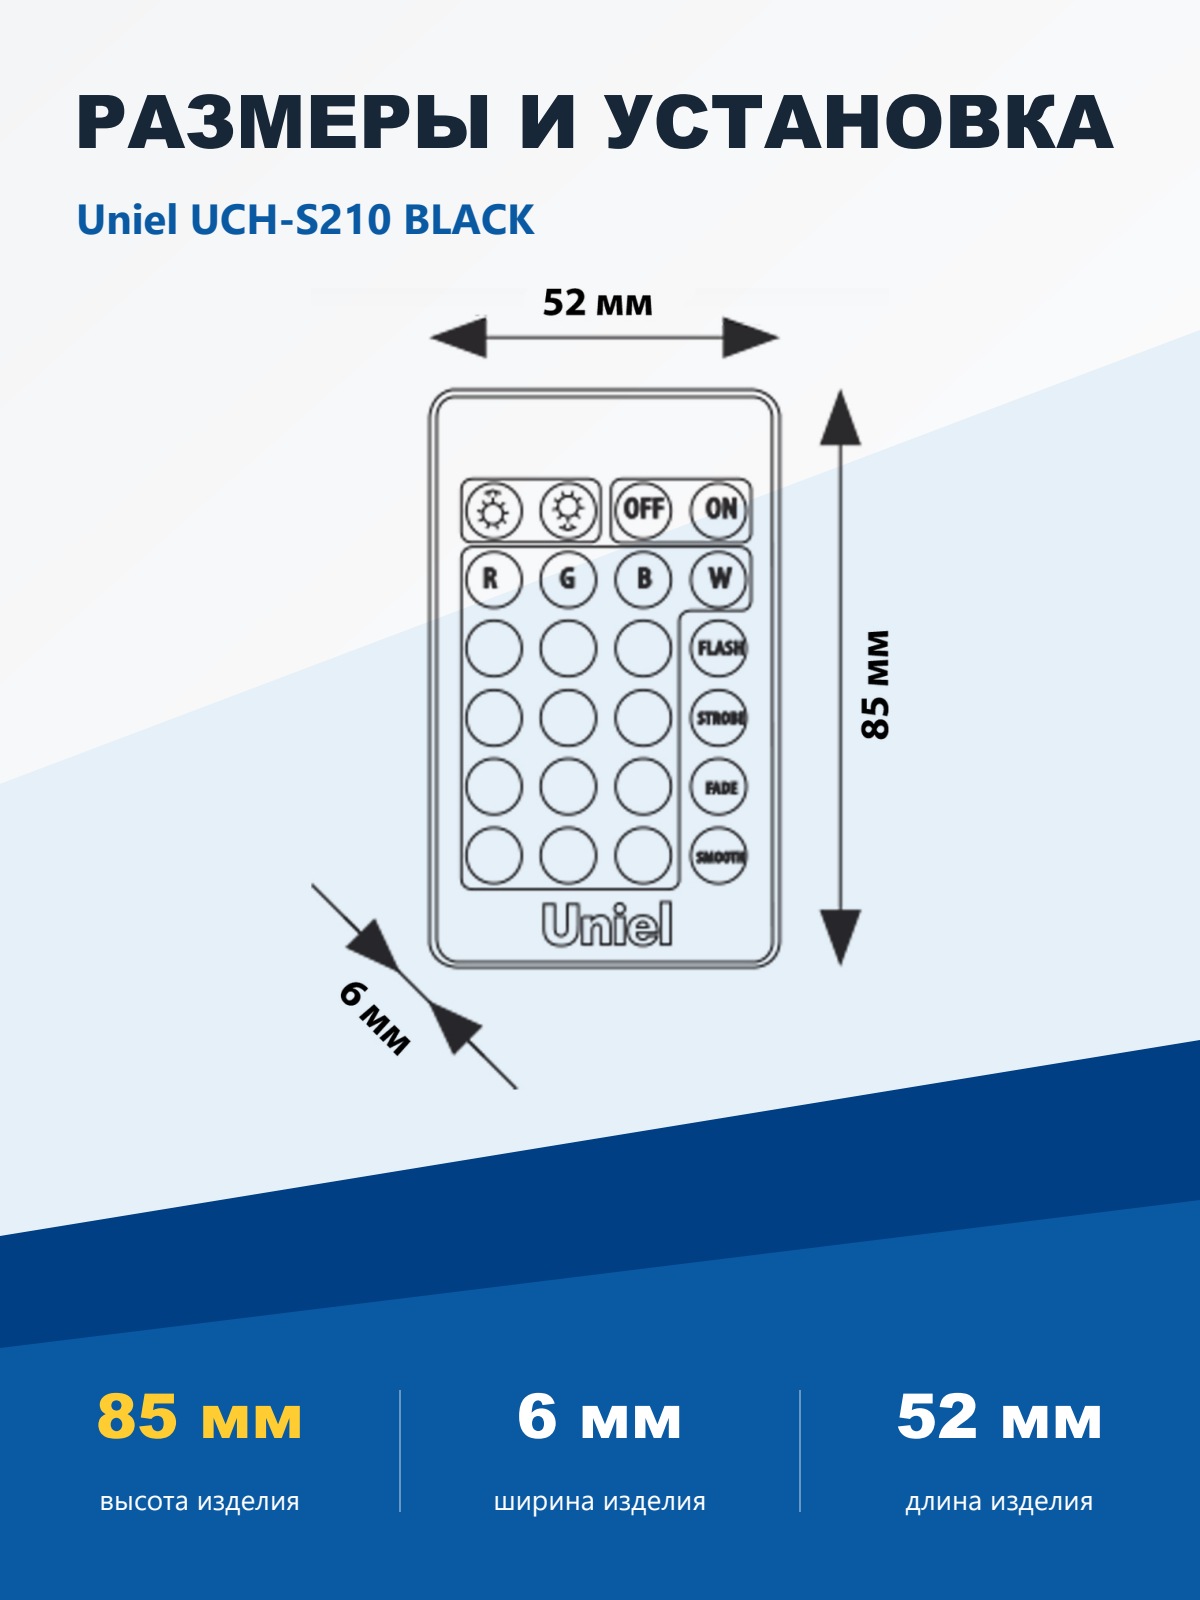 РАЗМЕРЫ И УСТАНОВКА
Uniel UCH-S210 BLACK
52 мм
OFF ON
R G B W
FLASH
STROBE
FADE
SMOOTH
85 мм
Uniel
6 мм
85 мм 6 мм 52 мм
высота изделия ширина изделия длина изделия